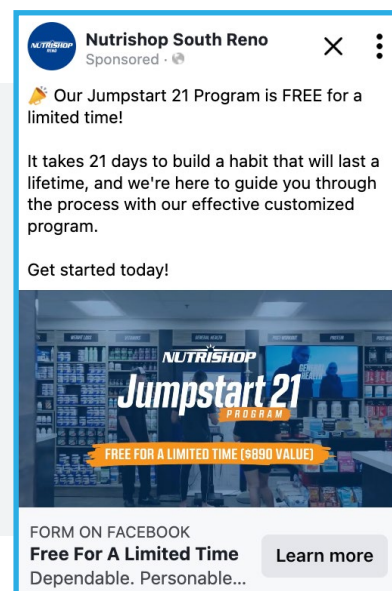 NUTRISHOP
Nutrishop South Reno
Sponsored ·
Our Jumpstart 21 Program is FREE for a
limited time!
It takes 21 days to build a habit that will last a
lifetime, and we're here to guide you through
the process with our effective customized
program.
Get started today!
NUTRISHOP
Jumpstart 21
PROGRAM
FREE FOR A LIMITED TIME ($890 VALUE)
FORM ON FACEBOOK
Free For A Limited Time
Learn more
Dependable. Personable...